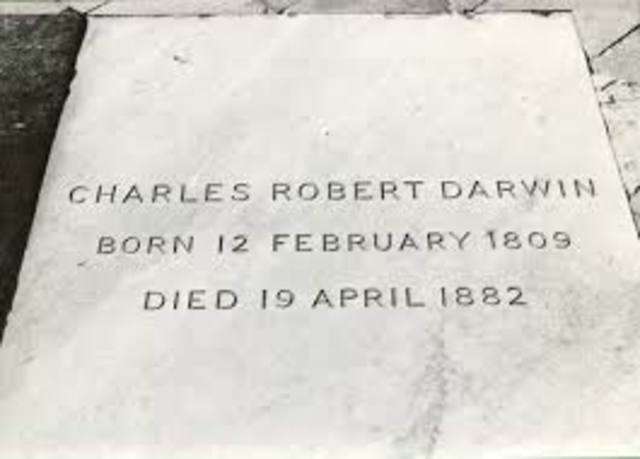 CHARLES ROBERT DARWIN
BORN 12 FEBRUARY 1809
DIED 19 APRIL 1882